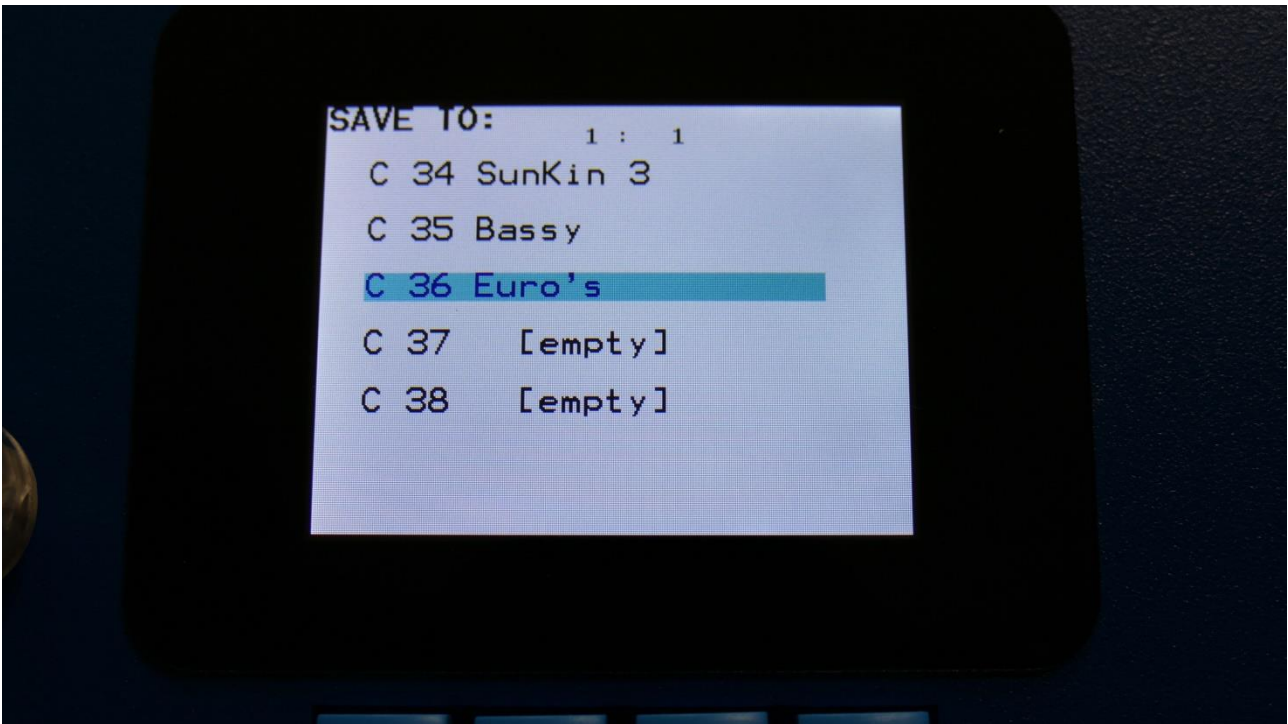 SAVE TO:
1 : 1
C 34 SunKin 3
C 35 Bassy
C 36 Euro's
C 37 [empty]
C 38 [empty]